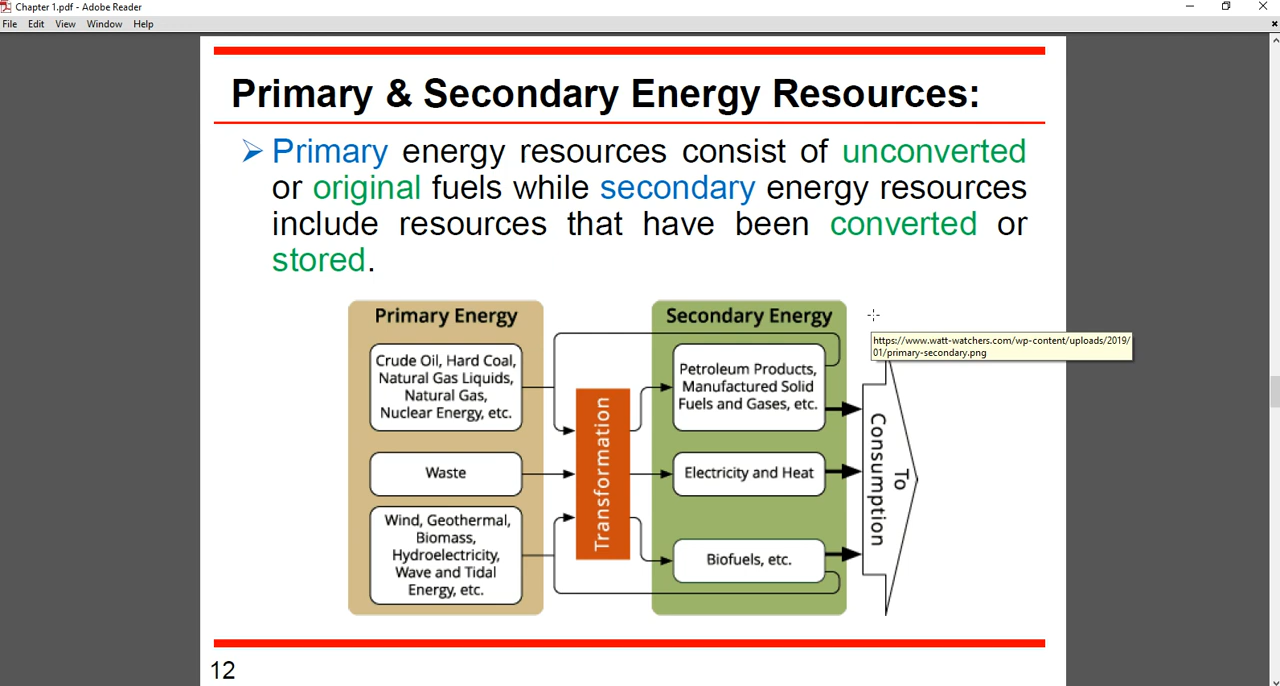 Chapter 1.pdf - Adobe Reader
File Edit View Window Help
Primary & Secondary Energy Resources:
Primary energy resources consist of unconverted
or original fuels while secondary energy resources
include resources that have been converted or
stored.
Primary Energy
Crude Oil, Hard Coal,
Natural Gas Liquids,
Natural Gas,
Nuclear Energy, etc.
Waste
Wind, Geothermal,
Biomass,
Hydroelectricity,
Wave and Tidal
Energy, etc.
Transformation
Secondary Energy
Petroleum Products,
Manufactured Solid
Fuels and Gases, etc.
Electricity and Heat
Biofuels, etc.
To
Consumption
https://www.watt-watchers.com/wp-content/uploads/2019/
01/primary-secondary.png
12